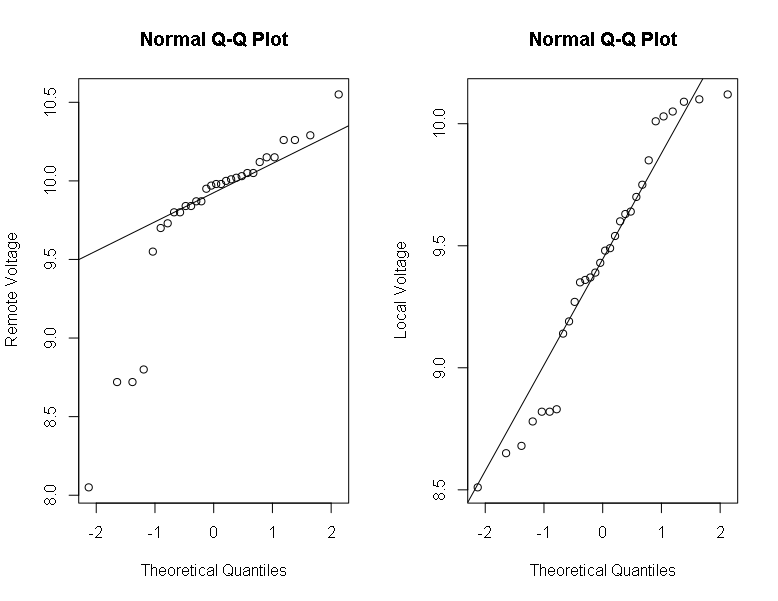 Normal Q-Q Plot
Remote Voltage
10.5
10.0
9.5
9.0
8.5
8.0
-2 -1 0 1 2
Theoretical Quantiles
Normal Q-Q Plot
Local Voltage
10.0
9.5
9.0
8.5
-2 -1 0 1 2
Theoretical Quantiles